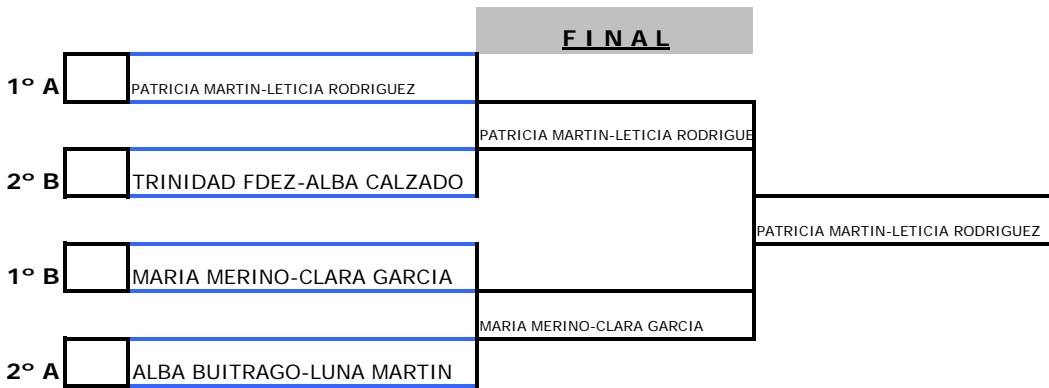 F I N A L
1º A PATRICIA MARTIN-LETICIA RODRIGUEZ
PATRICIA MARTIN-LETICIA RODRIGUE
2º B TRINIDAD FDEZ-ALBA CALZADO
PATRICIA MARTIN-LETICIA RODRIGUEZ
1º B MARIA MERINO-CLARA GARCIA
MARIA MERINO-CLARA GARCIA
2º A ALBA BUITRAGO-LUNA MARTIN